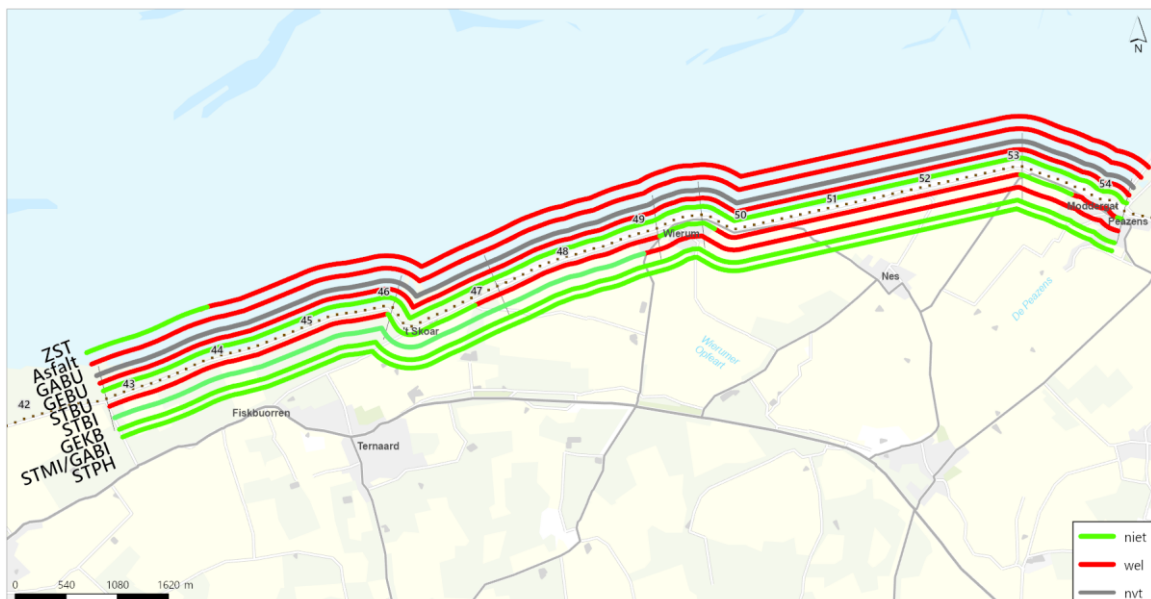 N
53
52
54
Moddergat
Peazens
51
50
49
Wierum
48
Nes
De Peazens
47
46
't Skoar
45
44
Wierumer
Opfeart
ZST
Asfalt
GABU
GEBU
STBU
STBI
GEKB
STMI/GABI
STPH
43
42
Fiskbuorren
Ternaard
niet
wel
nvt
0 540 1080 1620 m